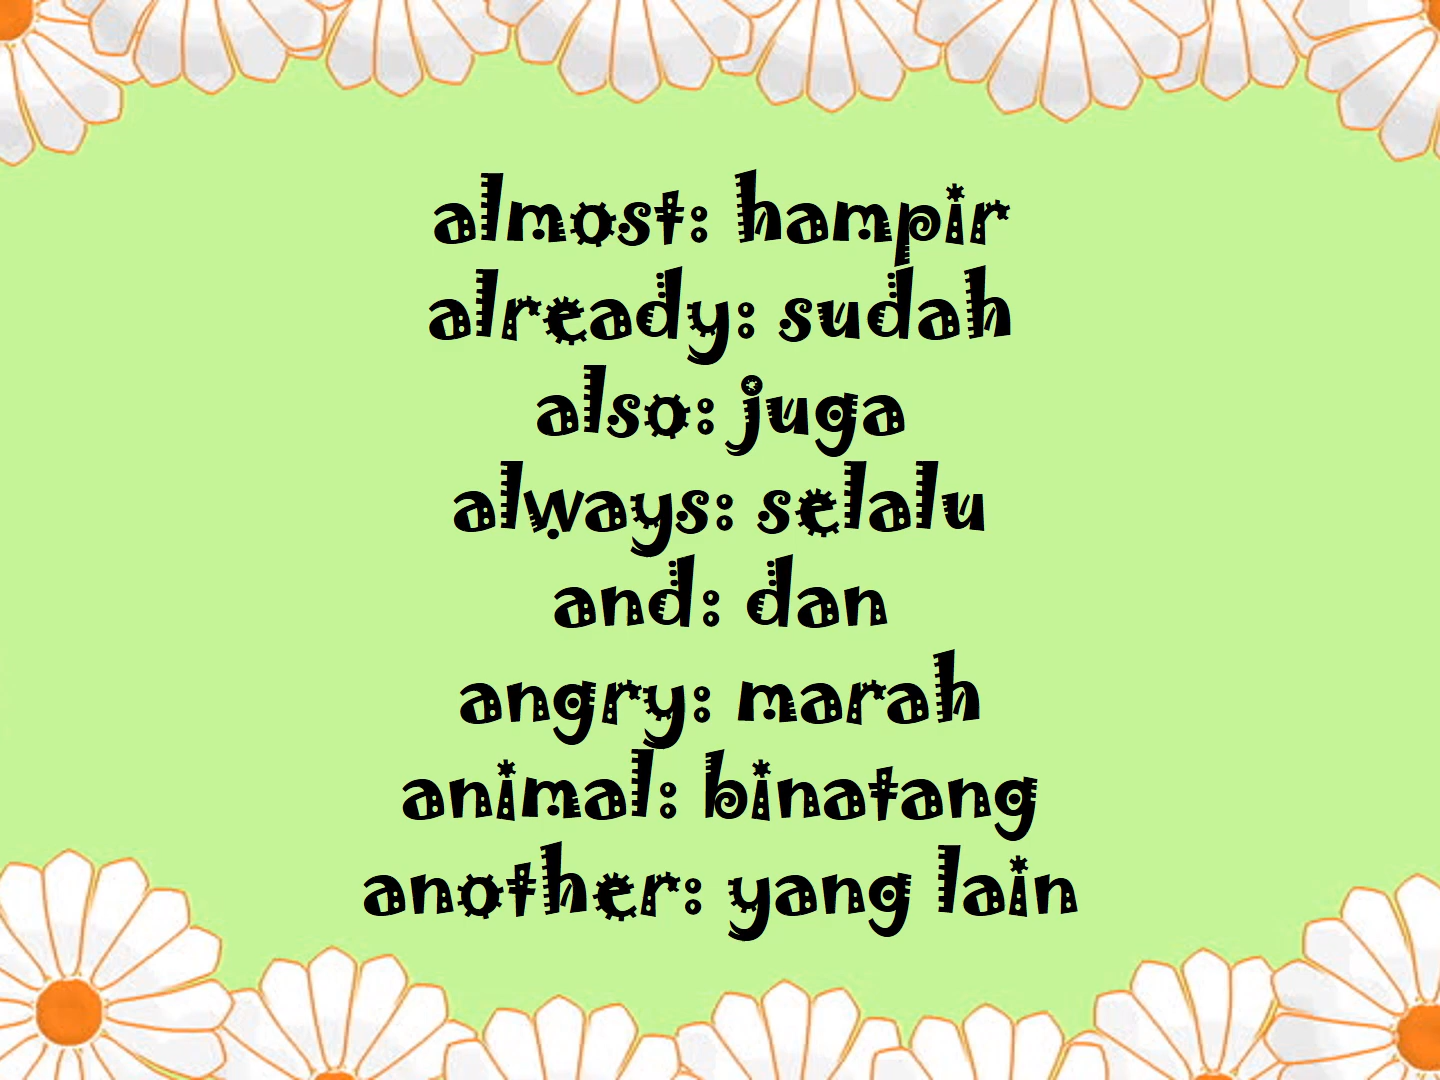 almost: hampir
already: sudah
also: juga
always: selalu
and: dan
angry: marah
animal: binatang
another: yang lain